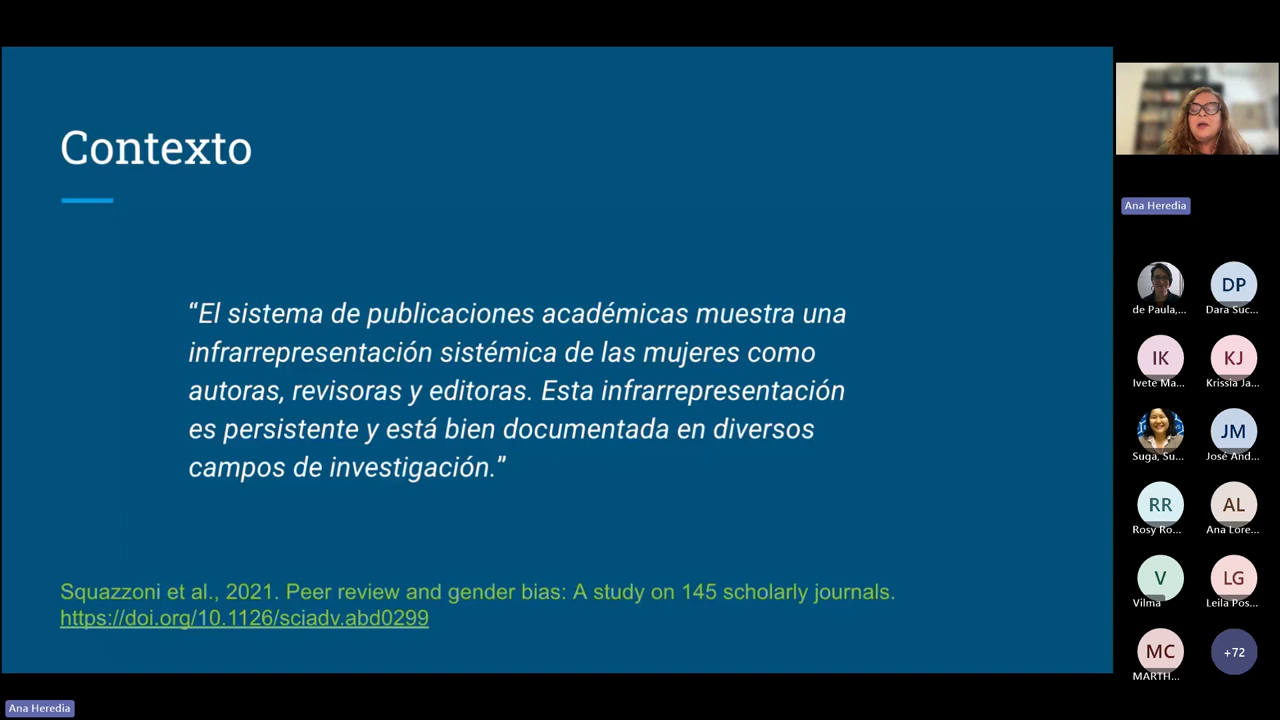 Contexto
“El sistema de publicaciones académicas muestra una
infrarrepresentación sistémica de las mujeres como
autoras, revisoras y editoras. Esta infrarrepresentación
es persistente y está bien documentada en diversos
campos de investigación.”
Squazzoni et al., 2021. Peer review and gender bias: A study on 145 scholarly journals.
https://doi.org/10.1126/sciadv.abd0299
Ana Heredia
Ana Heredia
de Paula,...
DP
Dara Suc...
IK
Ivete Ma...
KJ
Krissia Ja...
Suga, Su...
JM
José And...
RR
Rosy Ro...
AL
Ana Lore...
V
Vilma
LG
Leila Pos...
MC
MARTH...
+72